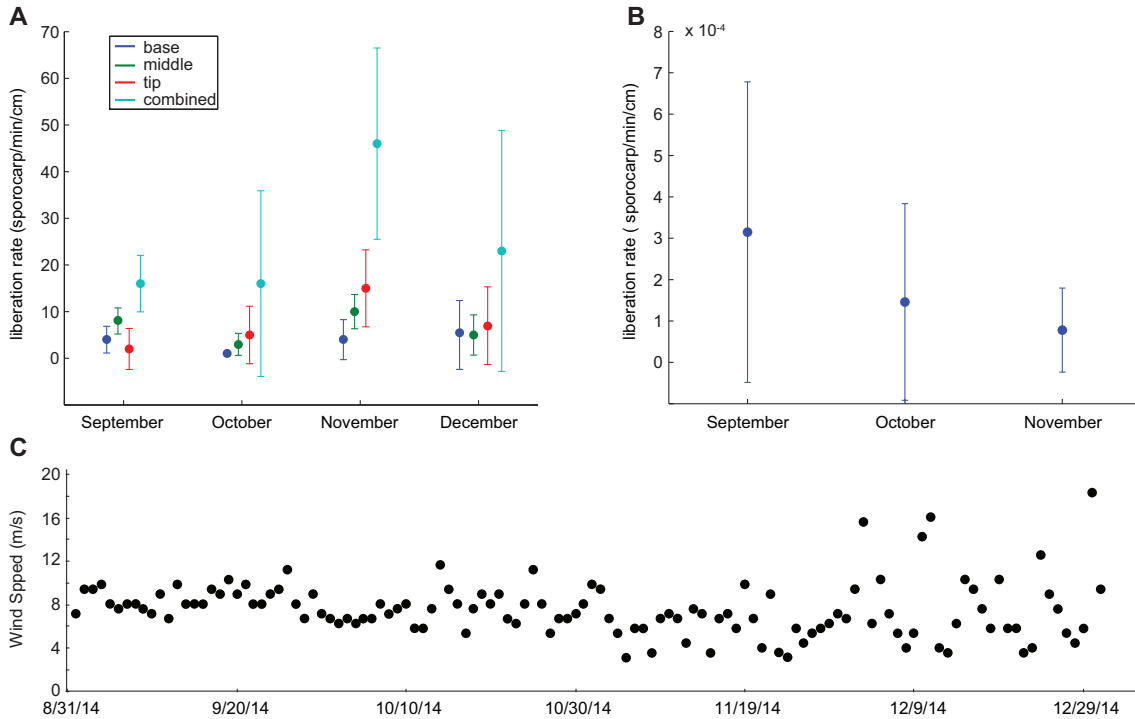 A
70
60
50
40
30
20
10
0
liberation rate (sporocarp/min/cm)
base
middle
tip
combined
September October November December
B
x 10-4
8
7
6
5
4
3
2
1
0
liberation rate ( sporocarp/min/cm)
September October November
C
20
16
12
8
4
0
Wind Spped (m/s)
8/31/14 9/20/14 10/10/14 10/30/14 11/19/14 12/9/14 12/29/14